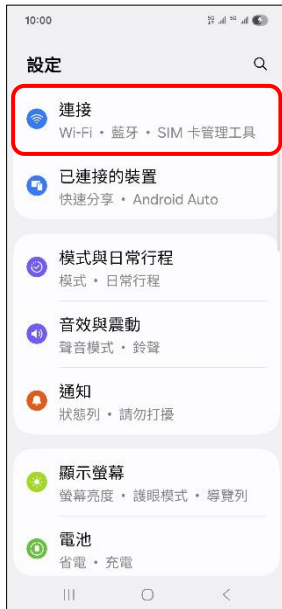 10:00
設定
連接
Wi-Fi • 藍牙 • SIM 卡管理工具
已連接的裝置
快速分享 • Android Auto
模式與日常行程
模式 • 日常行程
音效與震動
聲音模式 • 鈴聲
通知
狀態列 • 請勿打擾
顯示螢幕
螢幕亮度 • 護眼模式 • 導覽列
電池
省電 • 充電